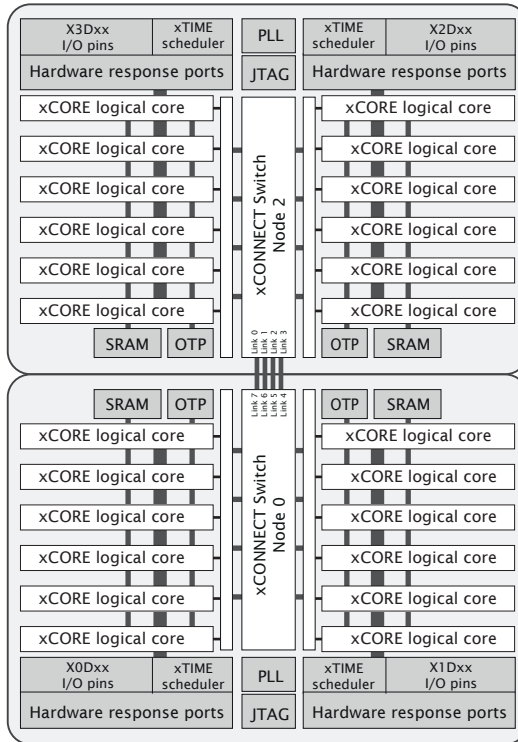 X3Dxx
I/O pins
xTIME
scheduler
Hardware response ports
PLL
JTAG
xTIME
scheduler
X2Dxx
I/O pins
Hardware response ports
xCORE logical core
xCORE logical core
xCORE logical core
xCORE logical core
xCORE logical core
xCORE logical core
SRAM
OTP
xCONNECT Switch
Node 2
Link 0
Link 1
Link 2
Link 3
xCORE logical core
xCORE logical core
xCORE logical core
xCORE logical core
xCORE logical core
xCORE logical core
OTP
SRAM
SRAM
OTP
xCORE logical core
xCORE logical core
xCORE logical core
xCORE logical core
xCORE logical core
xCORE logical core
Link 7
Link 6
Link 5
Link 4
xCONNECT Switch
Node 0
OTP
SRAM
xCORE logical core
xCORE logical core
xCORE logical core
xCORE logical core
xCORE logical core
xCORE logical core
X0Dxx
I/O pins
xTIME
scheduler
Hardware response ports
PLL
JTAG
xTIME
scheduler
X1Dxx
I/O pins
Hardware response ports